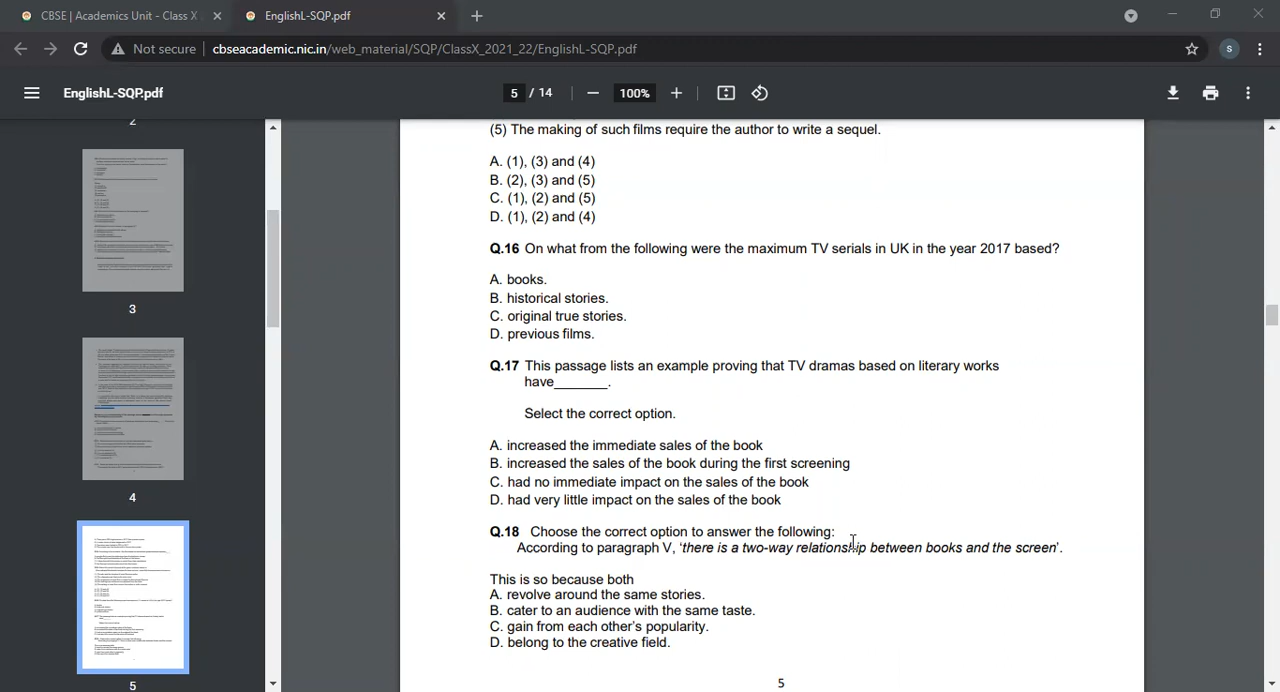 CBSE | Academics Unit - Class X
EnglishL-SQP.pdf
Not secure
cbseacademic.nic.in/web_material/SQP/ClassX_2021_22/EnglishL-SQP.pdf
S
EnglishL-SQP.pdf
5 / 14
100%
2
3
4
5
(5) The making of such films require the author to write a sequel.
A. (1), (3) and (4)
B. (2), (3) and (5)
C. (1), (2) and (5)
D. (1), (2) and (4)
Q.16 On what from the following were the maximum TV serials in UK in the year 2017 based?
A. books.
B. historical stories.
C. original true stories.
D. previous films.
Q.17 This passage lists an example proving that TV dramas based on literary works
have_______.
Select the correct option.
A. increased the immediate sales of the book
B. increased the sales of the book during the first screening
C. had no immediate impact on the sales of the book
D. had very little impact on the sales of the book
Q.18 Choose the correct option to answer the following:
According to paragraph V, ‘there is a two-way relationship between books and the screen’.
This is so because both
A. revolve around the same stories.
B. cater to an audience with the same taste.
C. gain from each other’s popularity.
D. belong to the creative field.
5